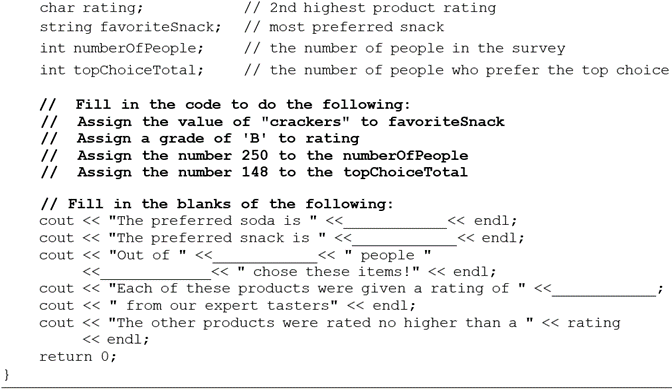 char rating; // 2nd highest product rating
string favoriteSnack; // most preferred snack
int numberOfPeople; // the number of people in the survey
int topChoiceTotal; // the number of people who prefer the top choice
// Fill in the code to do the following:
// Assign the value of "crackers" to favoriteSnack
// Assign a grade of 'B' to rating
// Assign the number 250 to the numberOfPeople
// Assign the number 148 to the topChoiceTotal
// Fill in the blanks of the following:
cout << "The preferred soda is " <<____________<< endl;
cout << "The preferred snack is " <<____________<< endl;
cout << "Out of " <<____________<< " people "
<<_____________<< " chose these items!" << endl;
cout << "Each of these products were given a rating of " <<____________;
cout << " from our expert tasters" << endl;
cout << "The other products were rated no higher than a " << rating
<< endl;
return 0;
}